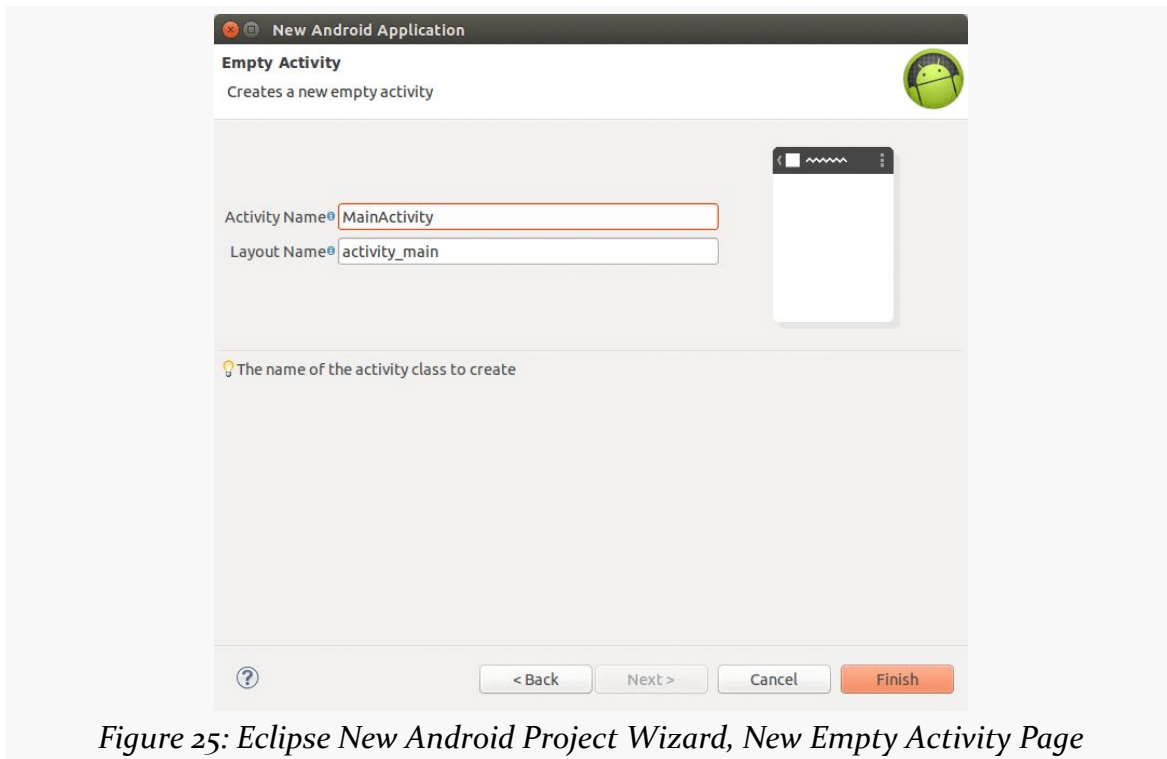 New Android Application
Empty Activity
Creates a new empty activity
Activity Name MainActivity
Layout Name activity_main
The name of the activity class to create
?
< Back Next > Cancel Finish
Figure 25: Eclipse New Android Project Wizard, New Empty Activity Page